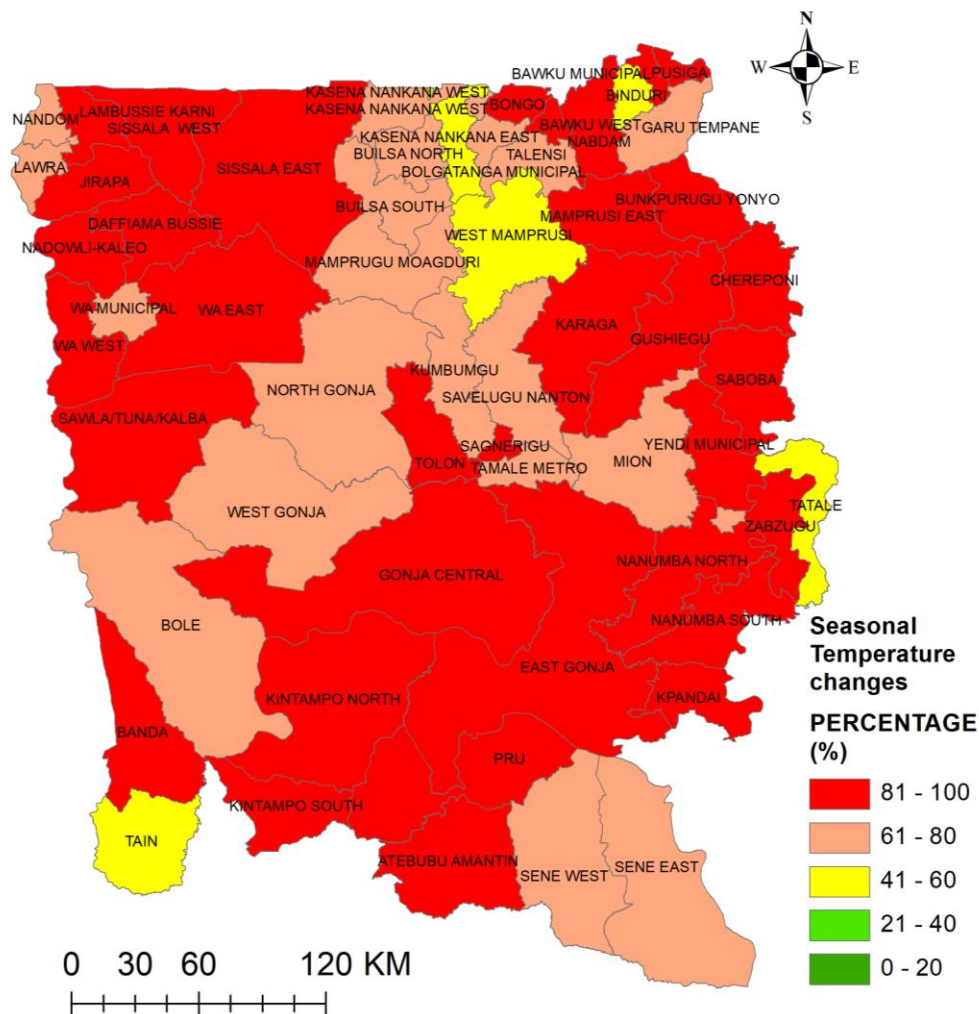 N
W E
S
BAWKU MUNICIPAL PUSIGA
BINDURI
KASENA NANKANA WEST
KASENA NANKANA WEST
BONGO
NANDOM
LAMBUSSIE KARNI
SISSALA WEST
BAWKU WEST
GARU TEMPANE
NABDAM
KASENA NANKANA EAST
BUILSA NORTH
TALENSI
LAWRA
SISSALA EAST
BOLGATANGA MUNICIPAL
JIRAPA
BUNKPURUGU YONYO
BUILSA SOUTH
MAMPRUSI EAST
DAFFIAMA BUSSIE
WEST MAMPRUSI
NADOWLI-KALEO
MAMPRUGU MOAGDURI
CHEREPONI
WA MUNICIPAL
WA EAST
KARAGA
GUSHIEGU
WA WEST
KUMBUMGU
SABOBA
NORTH GONJA
SAVELUGU NANTON
SAWLA/TUNA/KALBA
SAGNERIGU
YENDI MUNICIPAL
TOLON
TAMALE METRO
MION
TATALE
WEST GONJA
ZABZUGU
NANUMBA NORTH
GONJA CENTRAL
NANUMBA SOUTH
BOLE
EAST GONJA
KINTAMPO NORTH
KPANDAI
BANDA
PRU
KINTAMPO SOUTH
TAIN
ATEBUBU AMANTIN
SENE EAST
SENE WEST
Seasonal
Temperature
changes
PERCENTAGE
(%)
81 - 100
61 - 80
41 - 60
21 - 40
0 - 20
0 30 60 120 KM